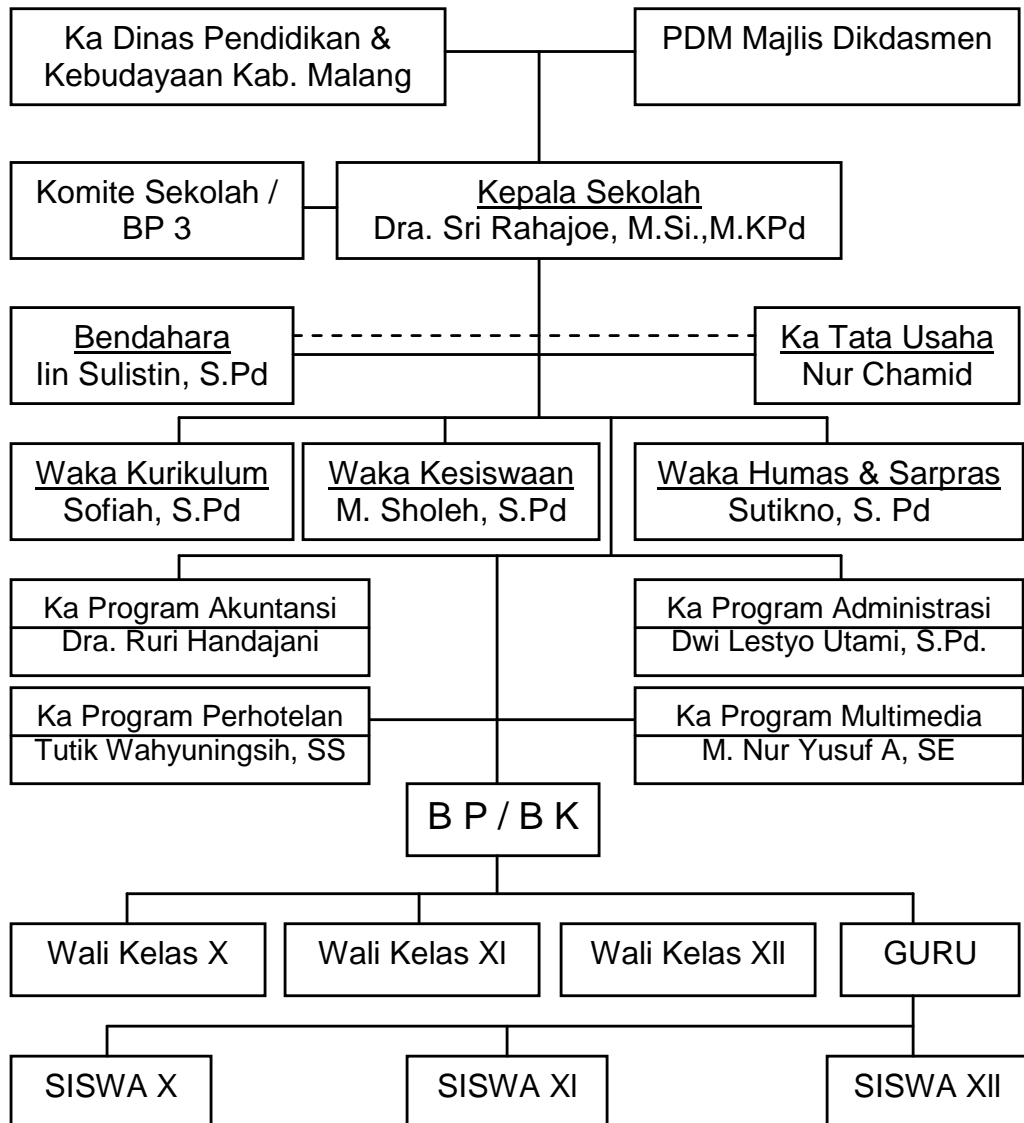 Ka Dinas Pendidikan &
Kebudayaan Kab. Malang
PDM Majlis Dikdasmen
Komite Sekolah /
BP 3
Kepala Sekolah
Dra. Sri Rahajoe, M.Si.,M.KPd
Bendahara
Iin Sulistin, S.Pd
Ka Tata Usaha
Nur Chamid
Waka Kurikulum
Sofiah, S.Pd
Waka Kesiswaan
M. Sholeh, S.Pd
Waka Humas & Sarpras
Sutikno, S. Pd
Ka Program Akuntansi
Dra. Ruri Handajani
Ka Program Administrasi
Dwi Lestyo Utami, S.Pd.
Ka Program Perhotelan
Tutik Wahyuningsih, SS
Ka Program Multimedia
M. Nur Yusuf A, SE
B P / B K
Wali Kelas X
Wali Kelas XI
Wali Kelas XII
GURU
SISWA X
SISWA XI
SISWA XII